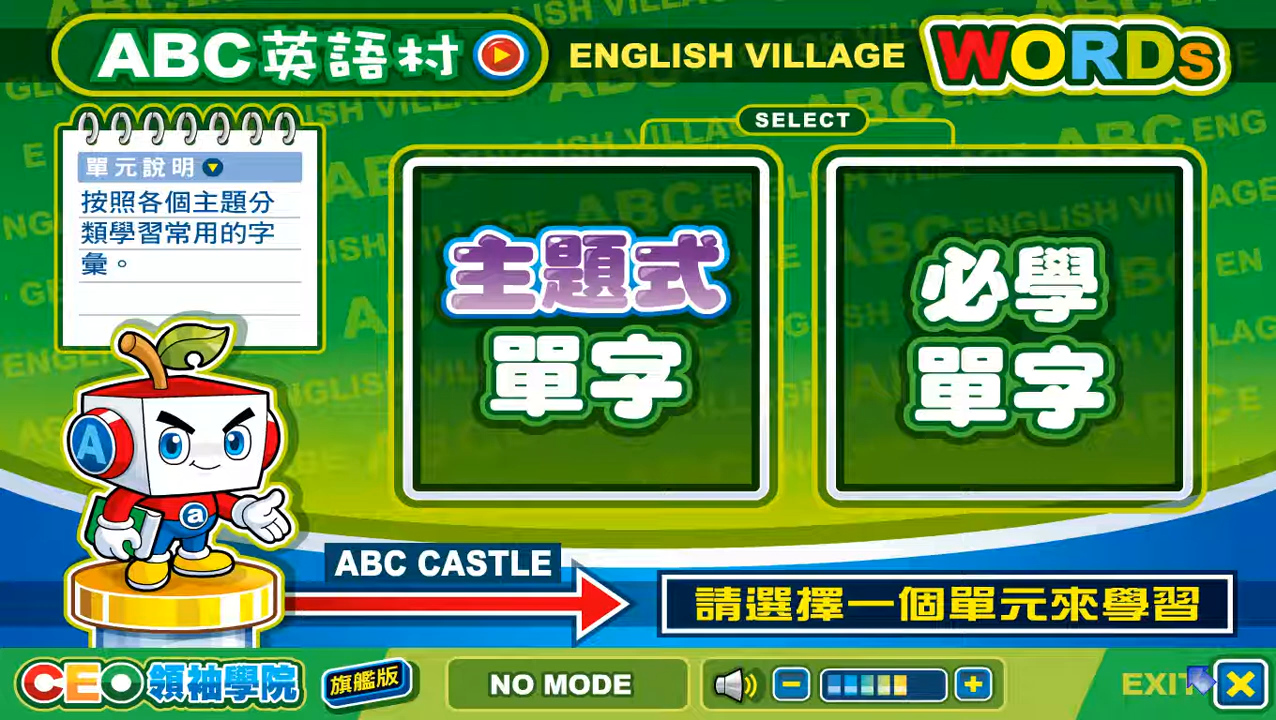 ABC英語村
ENGLISH VILLAGE
WORDs
SELECT
單元說明
按照各個主題分
類學習常用的字
彙。
主題式
單字
必學
單字
A
a
ABC CASTLE
請選擇一個單元來學習
CEO領袖學院
旗艦版
NO MODE
EXIT